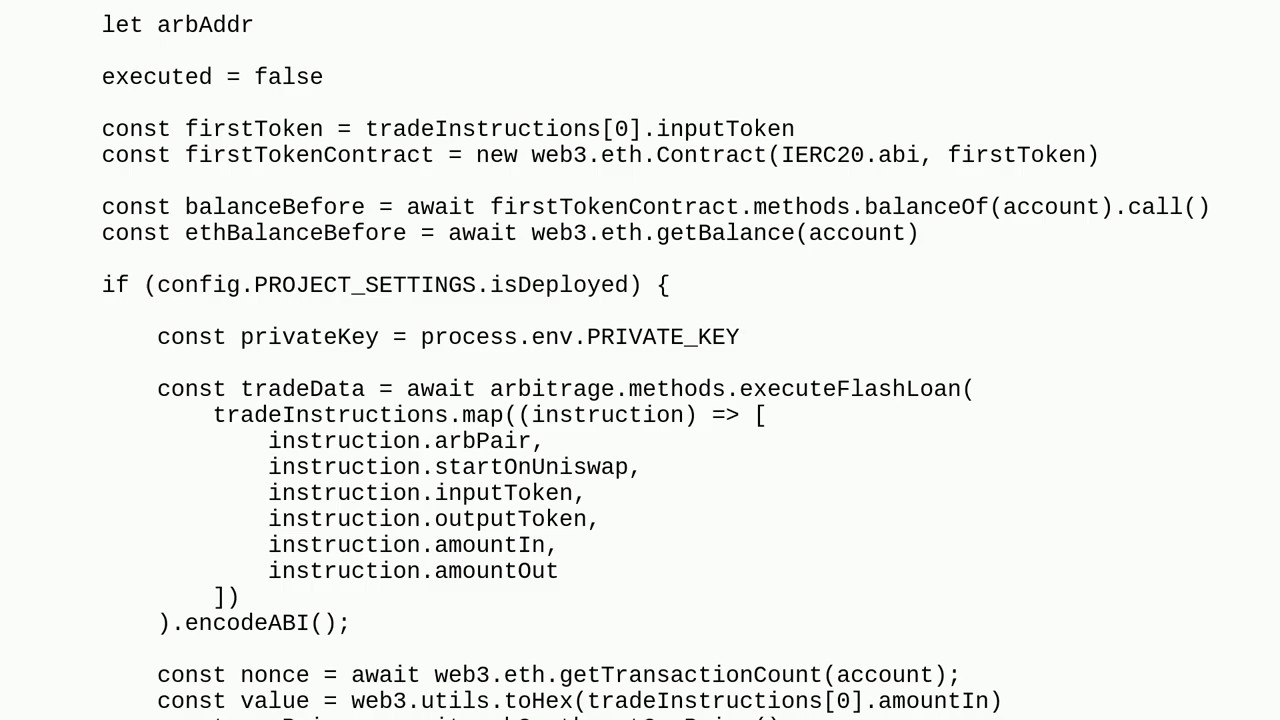 let arbAddr
executed = false
const firstToken = tradeInstructions[0].inputToken
const firstTokenContract = new web3.eth.Contract(IERC20.abi, firstToken)
const balanceBefore = await firstTokenContract.methods.balanceOf(account).call()
const ethBalanceBefore = await web3.eth.getBalance(account)
if (config.PROJECT_SETTINGS.isDeployed) {
const privateKey = process.env.PRIVATE_KEY
const tradeData = await arbitrage.methods.executeFlashLoan(
tradeInstructions.map((instruction) => [
instruction.arbPair,
instruction.startOnUniswap,
instruction.inputToken,
instruction.outputToken,
instruction.amountIn,
instruction.amountOut
])
).encodeABI();
const nonce = await web3.eth.getTransactionCount(account);
const value = web3.utils.toHex(tradeInstructions[0].amountIn)